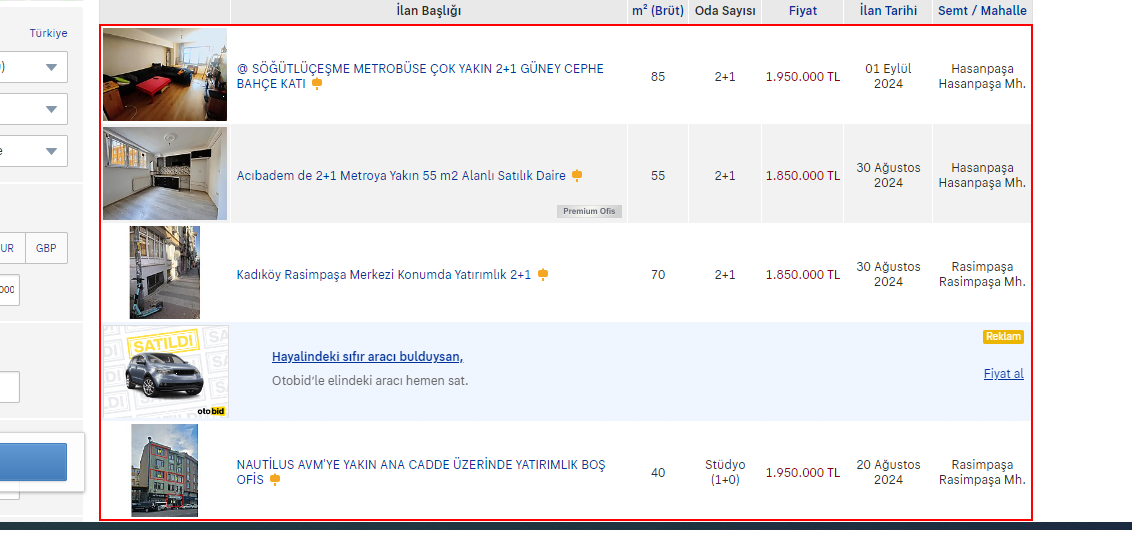 Türkiye
UR
GBP
İlan Başlığı
m² (Brüt)
Oda Sayısı
Fiyat
İlan Tarihi
Semt / Mahalle
@ SÖĞÜTLÜÇEŞME METROBÜSE ÇOK YAKIN 2+1 GÜNEY CEPHE
BAHÇE KATI
85
2+1
1.950.000 TL
01 Eylül
2024
Hasanpaşa
Hasanpaşa Mh.
Acıbadem de 2+1 Metroya Yakın 55 m2 Alanlı Satılık Daire
Premium Ofis
55
2+1
1.850.000 TL
30 Ağustos
2024
Hasanpaşa
Hasanpaşa Mh.
Kadıköy Rasimpaşa Merkezi Konumda Yatırımlık 2+1
70
2+1
1.850.000 TL
30 Ağustos
2024
Rasimpaşa
Rasimpaşa Mh.
SATILDI
otobid
Hayalindeki sıfır aracı bulduysan,
Otobid'le elindeki aracı hemen sat.
Reklam
Fiyat al
NAUTİLUS AVM'YE YAKIN ANA CADDE ÜZERİNDE YATIRIMLIK BOŞ
OFİS
40
Stüdyo
(1+0)
1.950.000 TL
20 Ağustos
2024
Rasimpaşa
Rasimpaşa Mh.